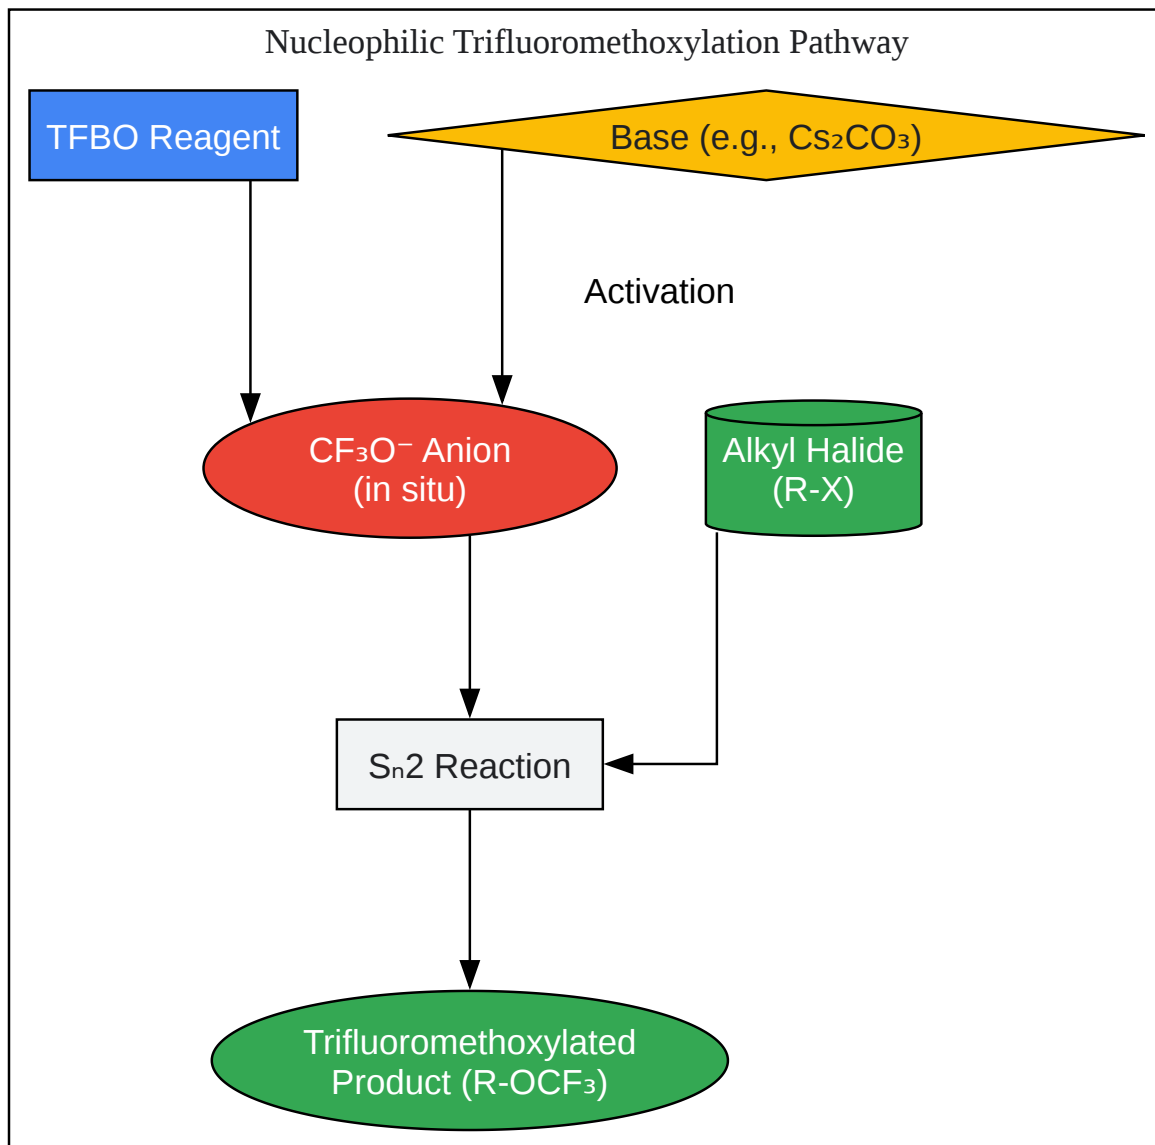 Nucleophilic Trifluoromethoxylation Pathway
TFBO Reagent
Base (e.g., Cs₂CO₃)
Activation
CF₃O⁻ Anion
(in situ)
Alkyl Halide
(R-X)
Sₙ2 Reaction
Trifluoromethoxylated
Product (R-OCF₃)